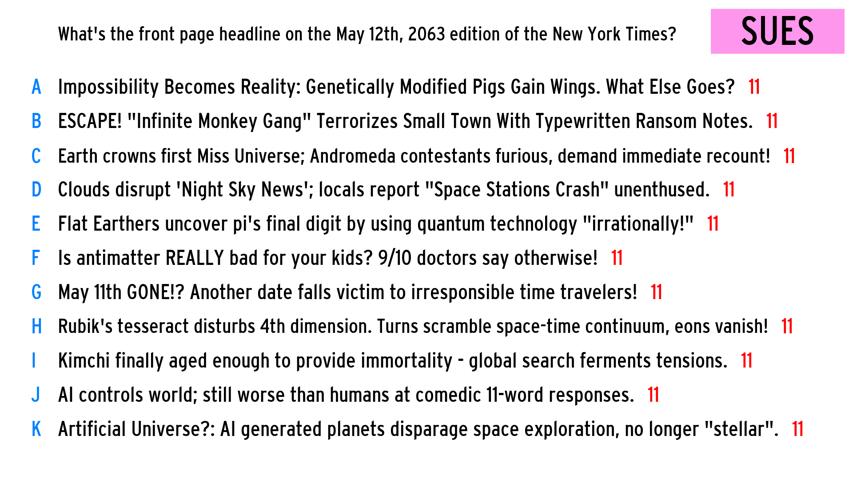 What's the front page headline on the May 12th, 2063 edition of the New York Times?
SUES
A Impossibility Becomes Reality: Genetically Modified Pigs Gain Wings. What Else Goes? 11
B ESCAPE! "Infinite Monkey Gang" Terrorizes Small Town With Typewritten Ransom Notes. 11
C Earth crowns first Miss Universe; Andromeda contestants furious, demand immediate recount! 11
D Clouds disrupt 'Night Sky News'; locals report "Space Stations Crash" unenthused. 11
E Flat Earthers uncover pi's final digit by using quantum technology "irrationally!" 11
F Is antimatter REALLY bad for your kids? 9/10 doctors say otherwise! 11
G May 11th GONE!? Another date falls victim to irresponsible time travelers! 11
H Rubik's tesseract disturbs 4th dimension. Turns scramble space-time continuum, eons vanish! 11
I Kimchi finally aged enough to provide immortality - global search ferments tensions. 11
J AI controls world; still worse than humans at comedic 11-word responses. 11
K Artificial Universe?: AI generated planets disparage space exploration, no longer "stellar". 11